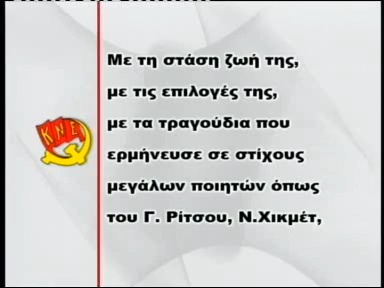 Με τη στάση ζωή της,
με τις επιλογές της,
με τα τραγούδια που
ΚΝΕ
ερμήνευσε σε στίχους
μεγάλων ποιητών όπως
του Γ. Ρίτσου, Ν.Χικμέτ,